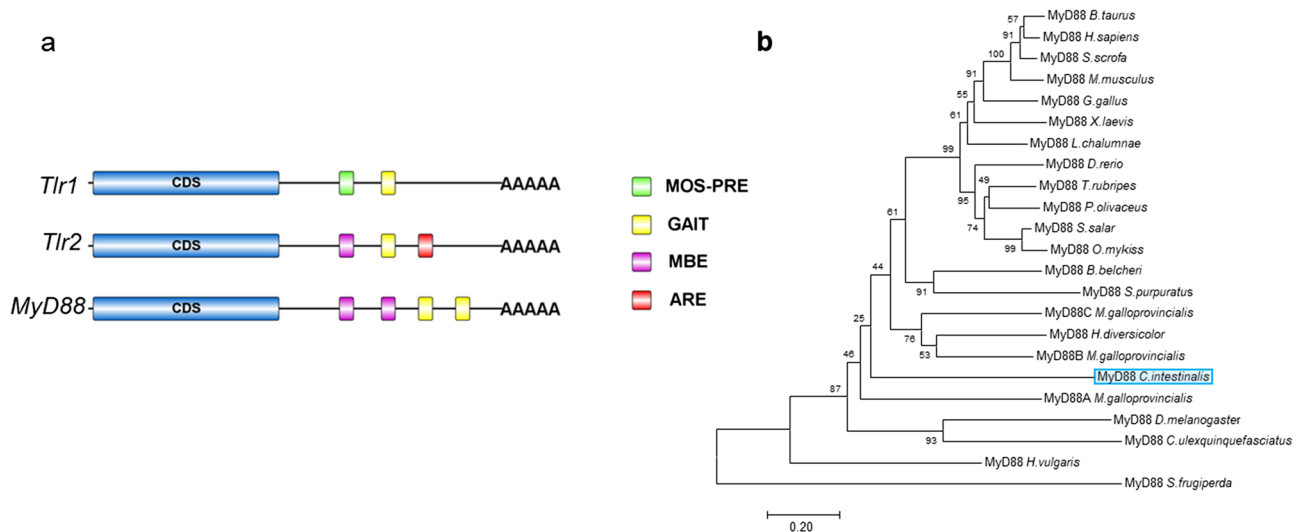 a
Tlr1 CDS AAAAA
Tlr2 CDS AAAAA
MyD88 CDS AAAAA
MOS-PRE
GAIT
MBE
ARE
b
MyD88 B.taurus
57
MyD88 H.sapiens
91
MyD88 S.scrofa
100
MyD88 M.musculus
91
MyD88 G.gallus
55
MyD88 X.laevis
61
MyD88 L.chalumnae
99
MyD88 D.rerio
49
MyD88 T.rubripes
95
MyD88 P.olivaceus
74
MyD88 S.salar
99
MyD88 O.mykiss
61
MyD88 B.belcheri
44
91
MyD88 S.purpuratus
MyD88C M.galloprovincialis
25
76
MyD88 H.diversicolor
53
MyD88B M.galloprovincialis
46
MyD88 C.intestinalis
87
MyD88A M.galloprovincialis
MyD88 D.melanogaster
93
MyD88 C.ulexquinquefasciatus
MyD88 H.vulgaris
MyD88 S.frugiperda
0.20